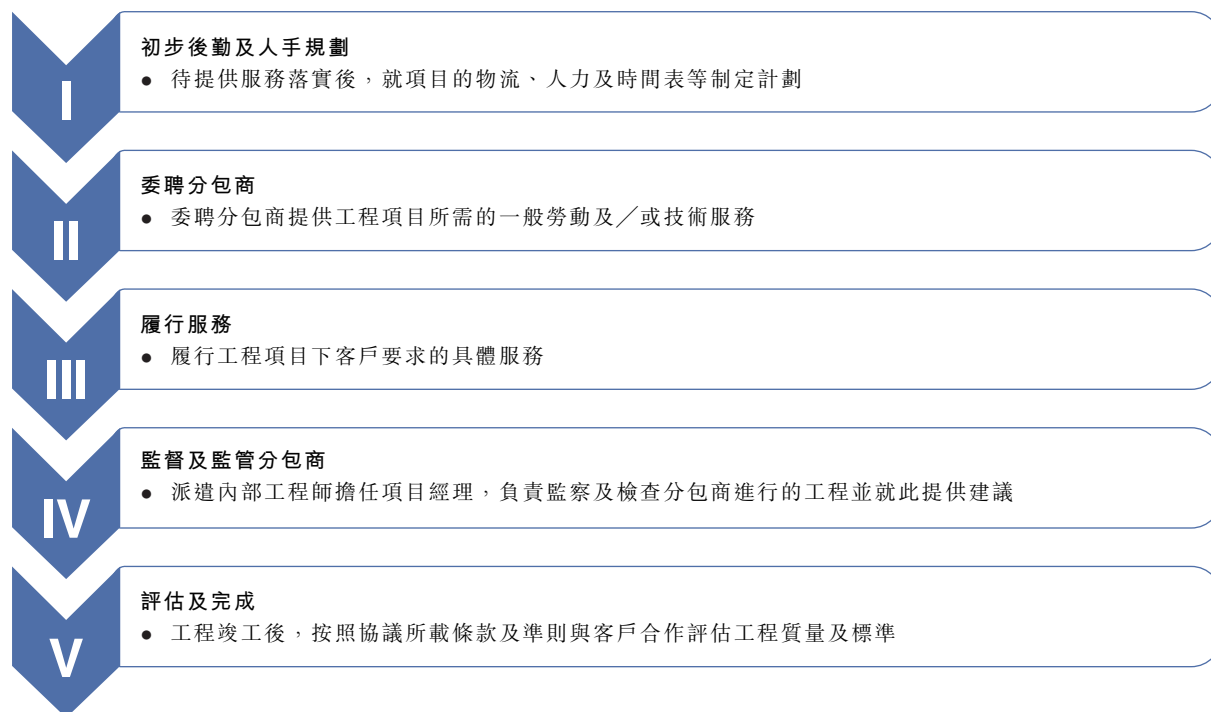 I
初步後勤及人手規劃
● 待提供服務落實後，就項目的物流、人力及時間表等制定計劃
II
委聘分包商
● 委聘分包商提供工程項目所需的一般勞動及╱或技術服務
III
履行服務
● 履行工程項目下客戶要求的具體服務
IV
監督及監管分包商
● 派遣內部工程師擔任項目經理，負責監察及檢查分包商進行的工程並就此提供建議
V
評估及完成
● 工程竣工後，按照協議所載條款及準則與客戶合作評估工程質量及標準